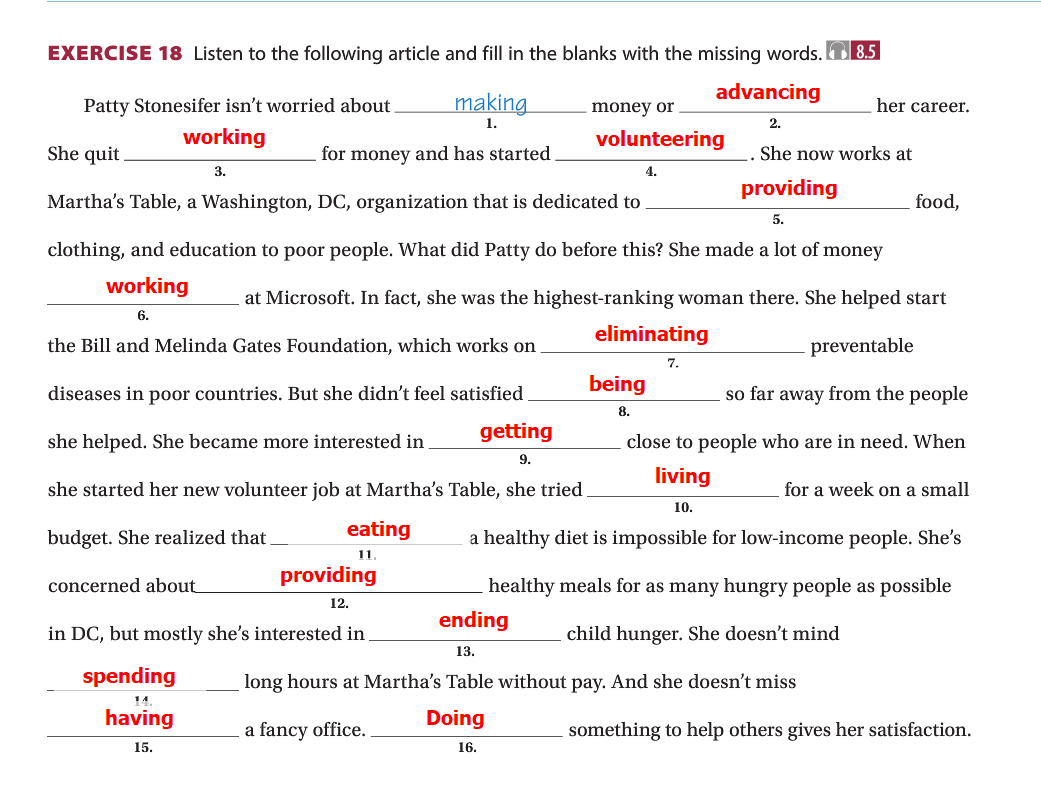 EXERCISE 18 Listen to the following article and fill in the blanks with the missing words. 8.5
Patty Stonesifer isn't worried about making money or advancing her career.
1. 2.
She quit working for money and has started volunteering. She now works at
3. 4.
Martha's Table, a Washington, DC, organization that is dedicated to providing food,
5.
clothing, and education to poor people. What did Patty do before this? She made a lot of money
working at Microsoft. In fact, she was the highest-ranking woman there. She helped start
6.
the Bill and Melinda Gates Foundation, which works on eliminating preventable
7.
diseases in poor countries. But she didn't feel satisfied being so far away from the people
8.
she helped. She became more interested in getting close to people who are in need. When
9.
she started her new volunteer job at Martha's Table, she tried living for a week on a small
10.
budget. She realized that eating a healthy diet is impossible for low-income people. She's
11.
concerned about providing healthy meals for as many hungry people as possible
12.
in DC, but mostly she's interested in ending child hunger. She doesn't mind
13.
spending long hours at Martha's Table without pay. And she doesn't miss
14.
having a fancy office. Doing something to help others gives her satisfaction.
15. 16.